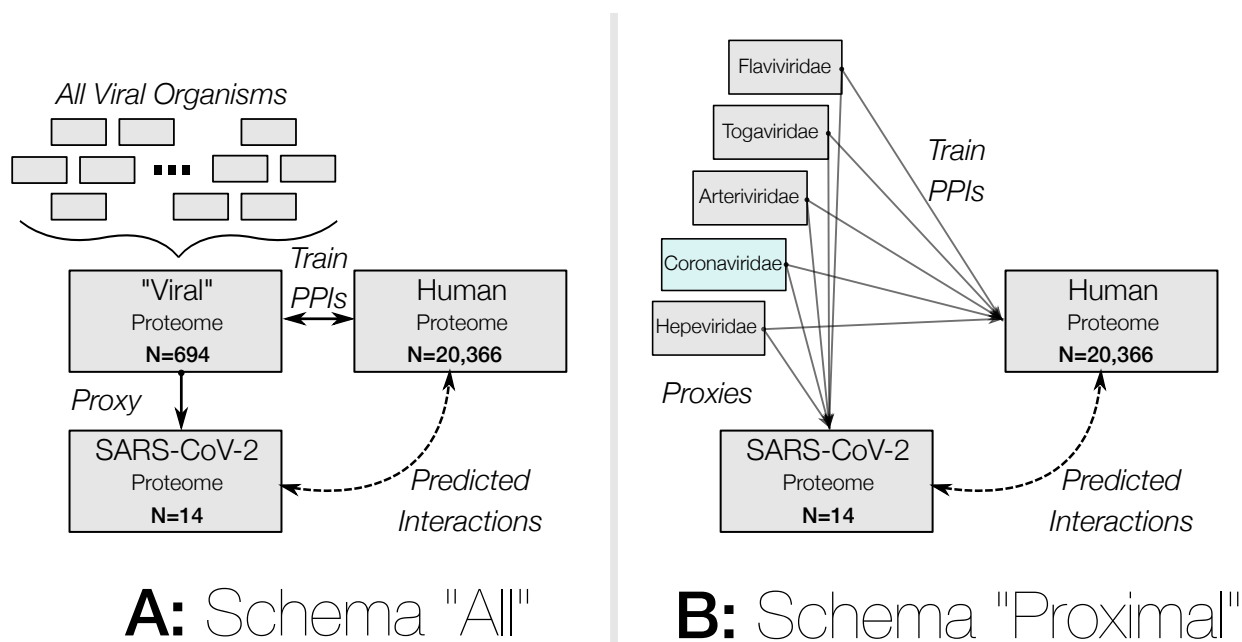 All Viral Organisms
"Viral"
Proteome
N=694
Train
PPIs
Human
Proteome
N=20,366
Proxy
SARS-CoV-2
Proteome
N=14
Predicted
Interactions
A: Schema "All"
Flaviviridae
Togaviridae
Arteriviridae
Coronaviridae
Hepeviridae
Train
PPIs
Human
Proteome
N=20,366
Proxies
SARS-CoV-2
Proteome
N=14
Predicted
Interactions
B: Schema "Proximal"